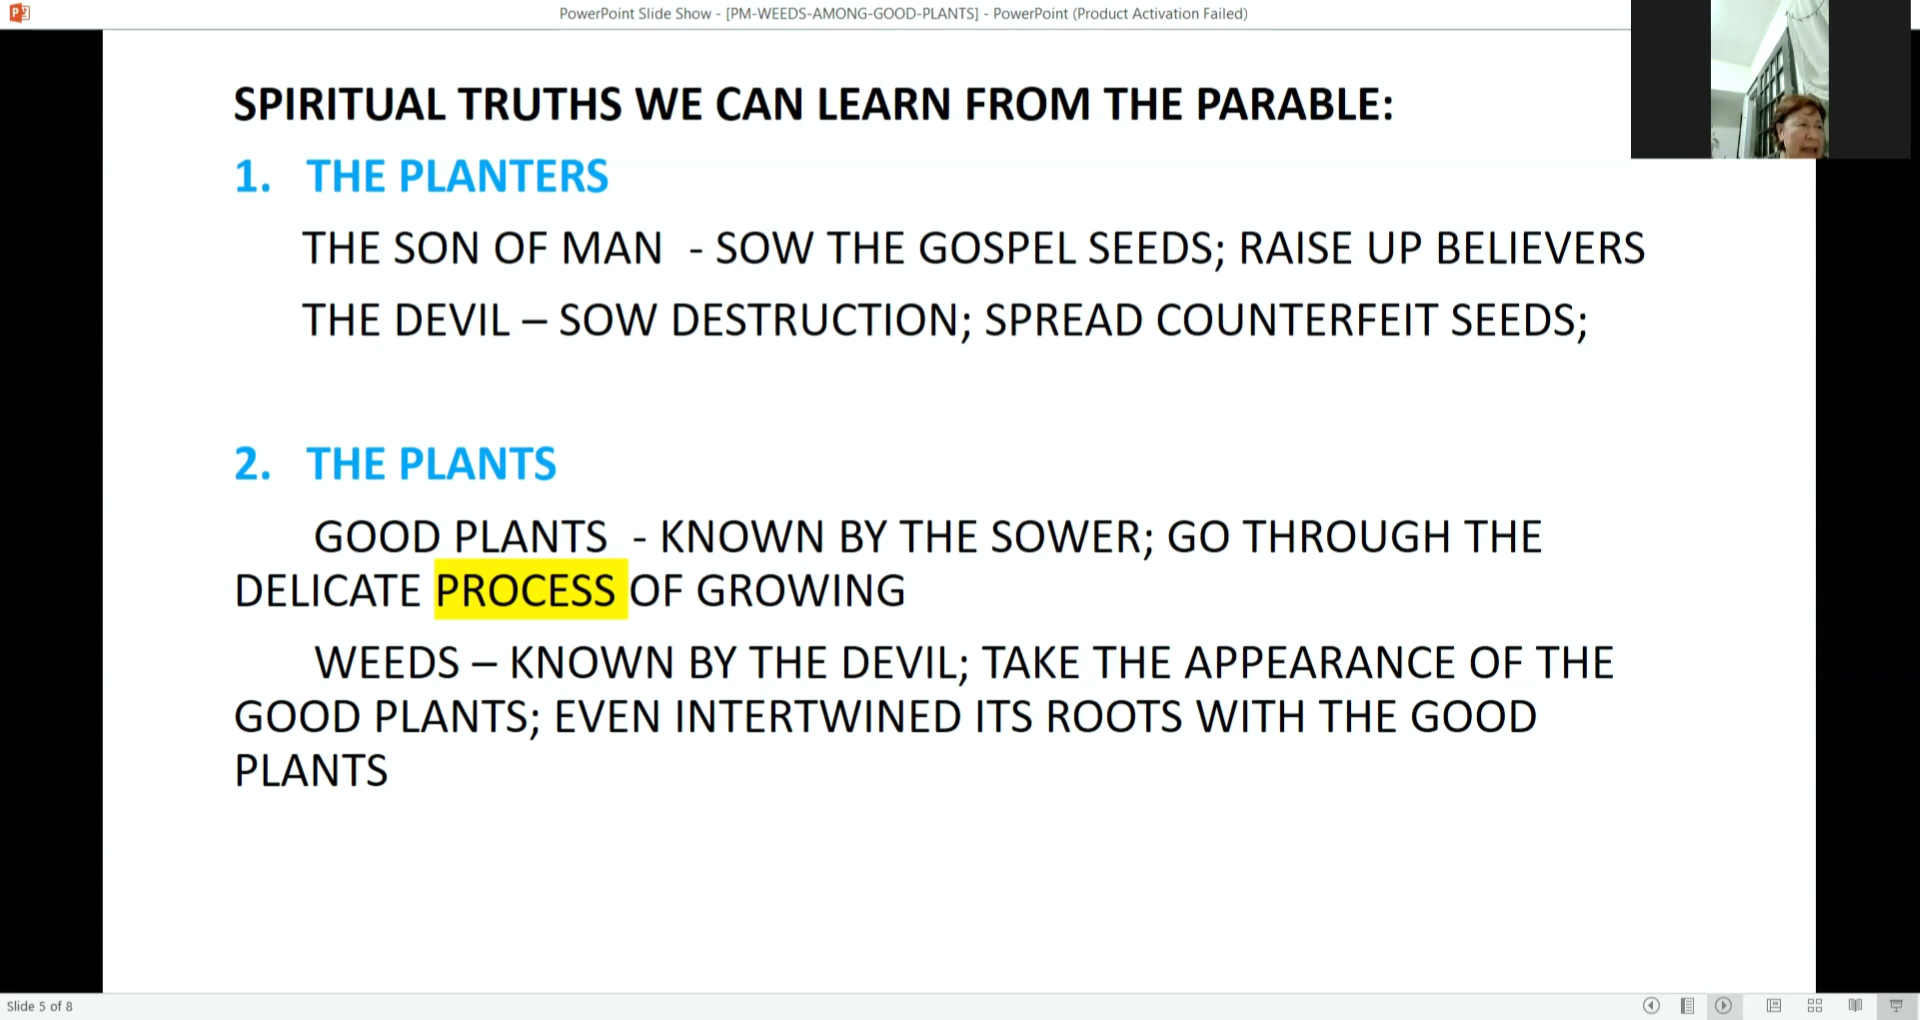 PowerPoint Slide Show - [PM-WEEDS-AMONG-GOOD-PLANTS] - PowerPoint (Product Activation Failed)
SPIRITUAL TRUTHS WE CAN LEARN FROM THE PARABLE:
1. THE PLANTERS
THE SON OF MAN - SOW THE GOSPEL SEEDS; RAISE UP BELIEVERS
THE DEVIL – SOW DESTRUCTION; SPREAD COUNTERFEIT SEEDS;
2. THE PLANTS
GOOD PLANTS - KNOWN BY THE SOWER; GO THROUGH THE
DELICATE PROCESS OF GROWING
WEEDS – KNOWN BY THE DEVIL; TAKE THE APPEARANCE OF THE
GOOD PLANTS; EVEN INTERTWINED ITS ROOTS WITH THE GOOD
PLANTS
Slide 5 of 8